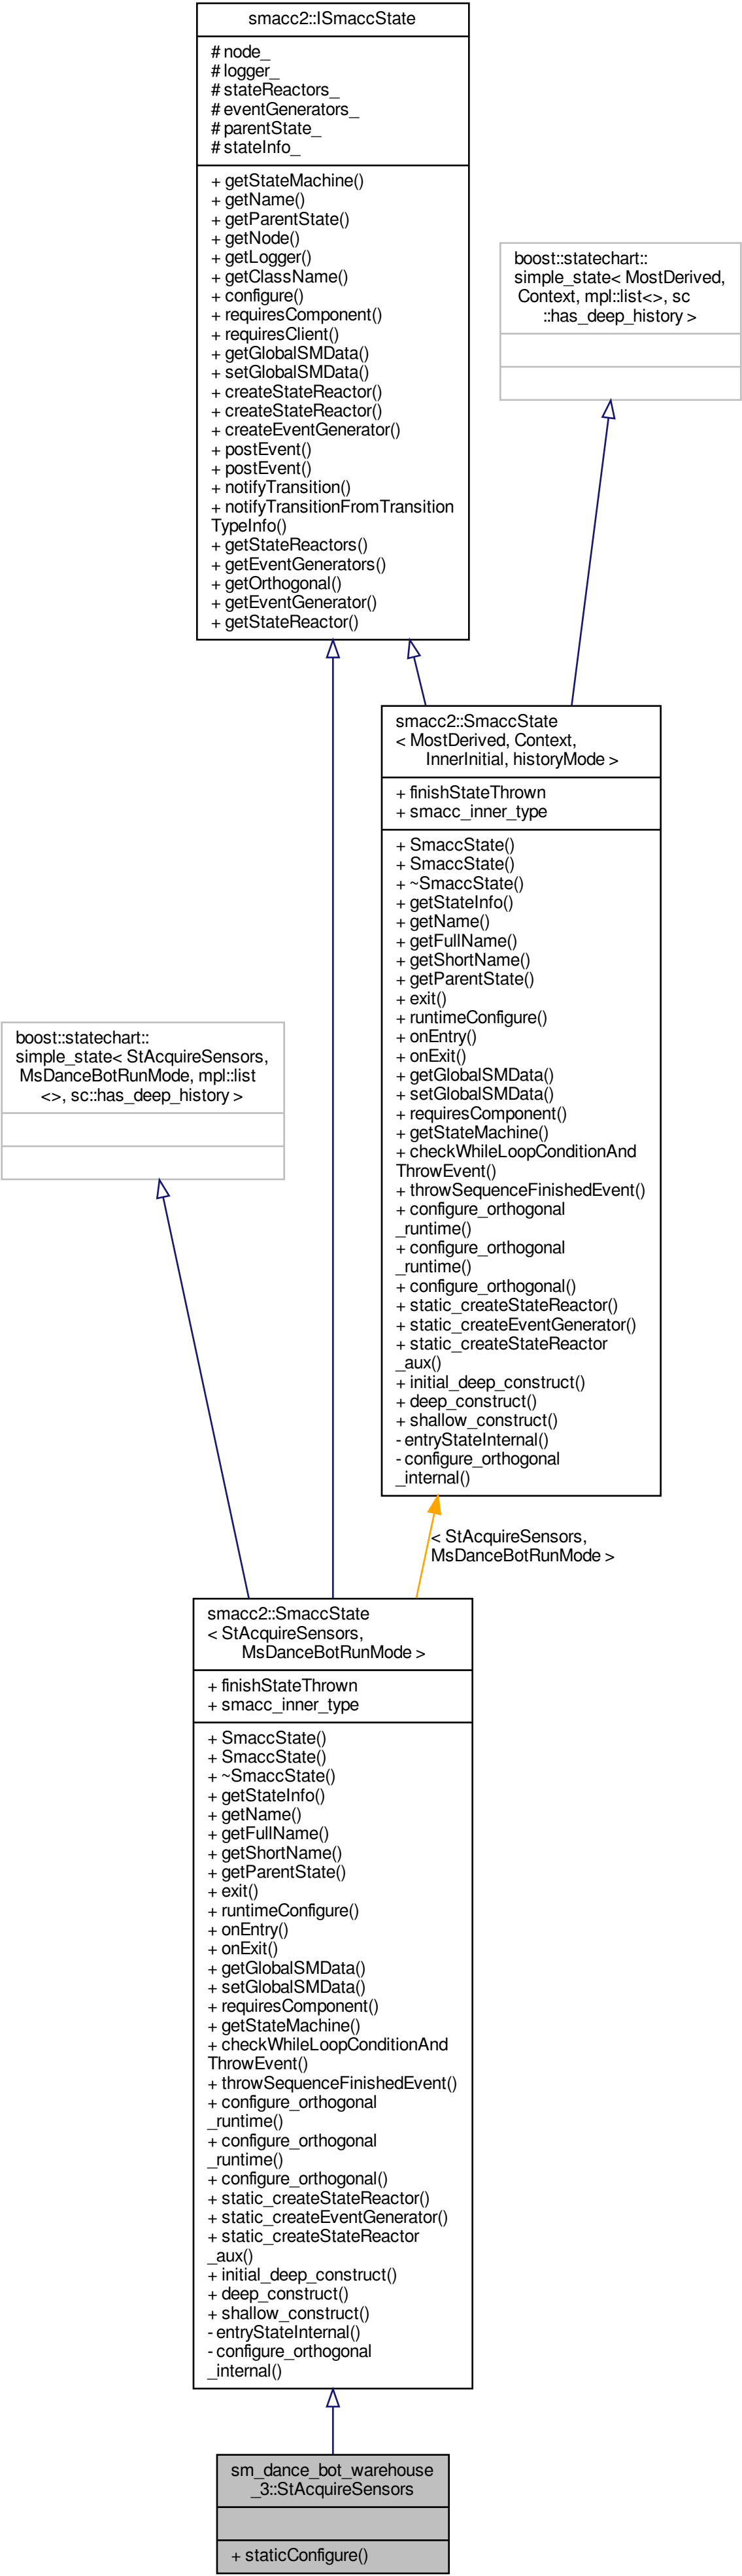 smacc2::ISmaccState
# node_
# logger_
# stateReactors_
# eventGenerators_
# parentState_
# stateInfo_
+ getStateMachine()
+ getName()
+ getParentState()
+ getNode()
+ getLogger()
+ getClassName()
+ configure()
+ requiresComponent()
+ requiresClient()
+ getGlobalSMData()
+ setGlobalSMData()
+ createStateReactor()
+ createStateReactor()
+ createEventGenerator()
+ postEvent()
+ postEvent()
+ notifyTransition()
+ notifyTransitionFromTransition
TypeInfo()
+ getStateReactors()
+ getEventGenerators()
+ getOrthogonal()
+ getEventGenerator()
+ getStateReactor()
boost::statechart::
simple_state< MostDerived,
Context, mpl::list<>, sc
::has_deep_history >
smacc2::SmaccState
< MostDerived, Context,
InnerInitial, historyMode >
+ finishStateThrown
+ smacc_inner_type
+ SmaccState()
+ SmaccState()
+ ~SmaccState()
+ getStateInfo()
+ getName()
+ getFullName()
+ getShortName()
+ getParentState()
+ exit()
+ runtimeConfigure()
+ onEntry()
+ onExit()
+ getGlobalSMData()
+ setGlobalSMData()
+ requiresComponent()
+ getStateMachine()
+ checkWhileLoopConditionAnd
ThrowEvent()
+ throwSequenceFinishedEvent()
+ configure_orthogonal
_runtime()
+ configure_orthogonal
_runtime()
+ configure_orthogonal()
+ static_createStateReactor()
+ static_createEventGenerator()
+ static_createStateReactor
_aux()
+ initial_deep_construct()
+ deep_construct()
+ shallow_construct()
- entryStateInternal()
- configure_orthogonal
_internal()
boost::statechart::
simple_state< StAcquireSensors,
MsDanceBotRunMode, mpl::list
<>, sc::has_deep_history >
< StAcquireSensors,
MsDanceBotRunMode >
smacc2::SmaccState
< StAcquireSensors,
MsDanceBotRunMode >
+ finishStateThrown
+ smacc_inner_type
+ SmaccState()
+ SmaccState()
+ ~SmaccState()
+ getStateInfo()
+ getName()
+ getFullName()
+ getShortName()
+ getParentState()
+ exit()
+ runtimeConfigure()
+ onEntry()
+ onExit()
+ getGlobalSMData()
+ setGlobalSMData()
+ requiresComponent()
+ getStateMachine()
+ checkWhileLoopConditionAnd
ThrowEvent()
+ throwSequenceFinishedEvent()
+ configure_orthogonal
_runtime()
+ configure_orthogonal
_runtime()
+ configure_orthogonal()
+ static_createStateReactor()
+ static_createEventGenerator()
+ static_createStateReactor
_aux()
+ initial_deep_construct()
+ deep_construct()
+ shallow_construct()
- entryStateInternal()
- configure_orthogonal
_internal()
sm_dance_bot_warehouse
_3::StAcquireSensors
+ staticConfigure()